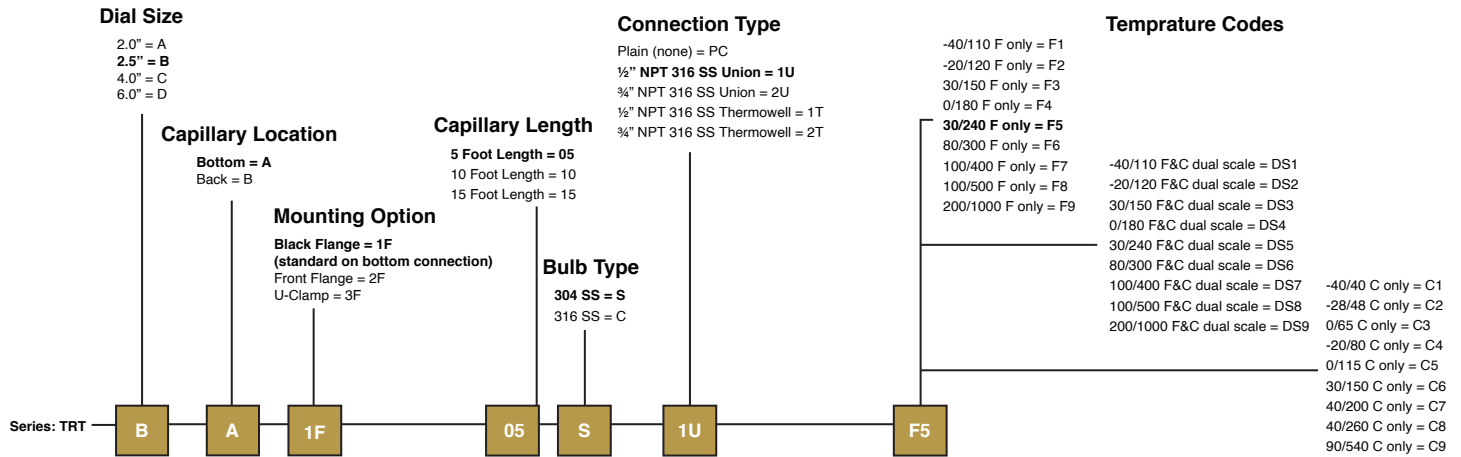 Dial Size
2.0” = A
2.5” = B
4.0” = C
6.0” = D
Capillary Location
Bottom = A
Back = B
Mounting Option
Black Flange = 1F
(standard on bottom connection)
Front Flange = 2F
U-Clamp = 3F
Capillary Length
5 Foot Length = 05
10 Foot Length = 10
15 Foot Length = 15
Bulb Type
304 SS = S
316 SS = C
Connection Type
Plain (none) = PC
½” NPT 316 SS Union = 1U
¾” NPT 316 SS Union = 2U
½” NPT 316 SS Thermowell = 1T
¾” NPT 316 SS Thermowell = 2T
Temprature Codes
-40/110 F only = F1
-20/120 F only = F2
30/150 F only = F3
0/180 F only = F4
30/240 F only = F5
80/300 F only = F6
100/400 F only = F7
100/500 F only = F8
200/1000 F only = F9
-40/110 F&C dual scale = DS1
-20/120 F&C dual scale = DS2
30/150 F&C dual scale = DS3
0/180 F&C dual scale = DS4
30/240 F&C dual scale = DS5
80/300 F&C dual scale = DS6
100/400 F&C dual scale = DS7
100/500 F&C dual scale = DS8
200/1000 F&C dual scale = DS9
-40/40 C only = C1
-28/48 C only = C2
0/65 C only = C3
-20/80 C only = C4
0/115 C only = C5
30/150 C only = C6
40/200 C only = C7
40/260 C only = C8
90/540 C only = C9
Series: TRT B A 1F 05 S 1U F5